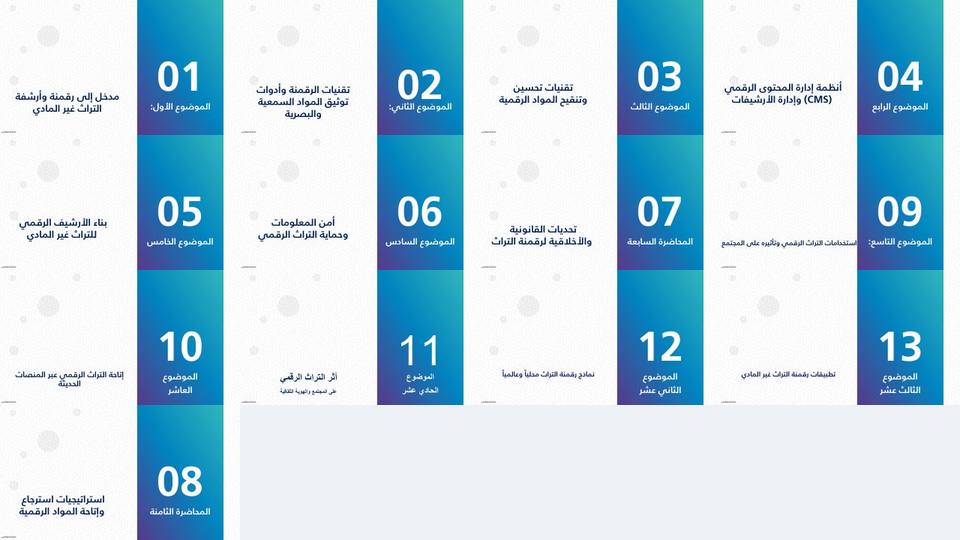 01
الموضوع الأول:
مدخل إلى رقمنة وأرشفة
التراث غير المادي
02
الموضوع الثاني:
تقنيات الرقمنة وأدوات
توثيق المواد السمعية
والبصرية
03
الموضوع الثالث
تقنيات تحسين
وتنقيح المواد الرقمية
04
الموضوع الرابع
أنظمة إدارة المحتوى الرقمي
(CMS) وإدارة الأرشيفات
05
الموضوع الخامس
بناء الأرشيف الرقمي
للتراث غير المادي
06
الموضوع السادس
أمن المعلومات
وحماية التراث الرقمي
07
المحاضرة السابعة
تحديات القانونية
والأخلاقية لرقمنة التراث
09
الموضوع التاسع:
استخدامات التراث الرقمي وتأثيره على المجتمع
10
الموضوع
العاشر
إتاحة التراث الرقمي عبر المنصات
الحديثة
11
الموضوع
الحادي عشر
أثر التراث الرقمي
على المجتمع والهوية الثقافية
12
الموضوع
الثاني عشر
نماذج رقمنة التراث محلياً وعالمياً
13
الموضوع
الثالث عشر
تطبيقات رقمنة التراث غير المادي
08
المحاضرة الثامنة
استراتيجيات استرجاع
وإتاحة المواد الرقمية